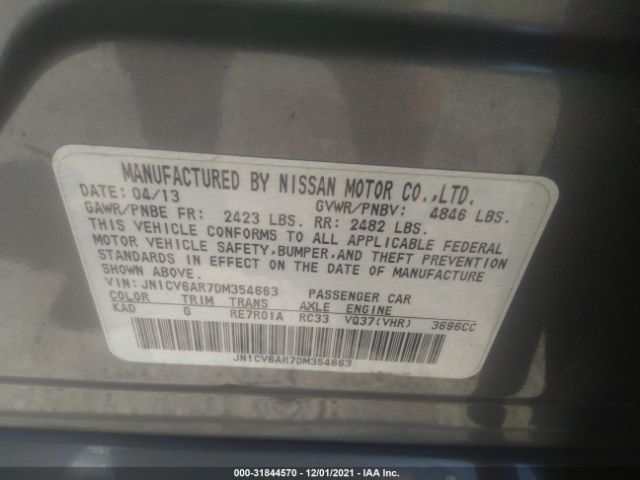 MANUFACTURED BY NISSAN MOTOR CO.,LTD.
DATE: 04/13 GVWR/PNBV: 4846 LBS.
GAWR/PNBE FR: 2423 LBS. RR: 2482 LBS.
THIS VEHICLE CONFORMS TO ALL APPLICABLE FEDERAL
MOTOR VEHICLE SAFETY, BUMPER, AND THEFT PREVENTION
STANDARDS IN EFFECT ON THE DATE OF MANUFACTURE
SHOWN ABOVE.
VIN: JN1CV6AR7DM354663 PASSENGER CAR
COLOR TRIM TRANS AXLE ENGINE
KAD G RE7R01A RC33 VQ37(VHR) 3696CC
JN1CV6AR7DM354663
000-31844570 - 12/01/2021 - IAA Inc.